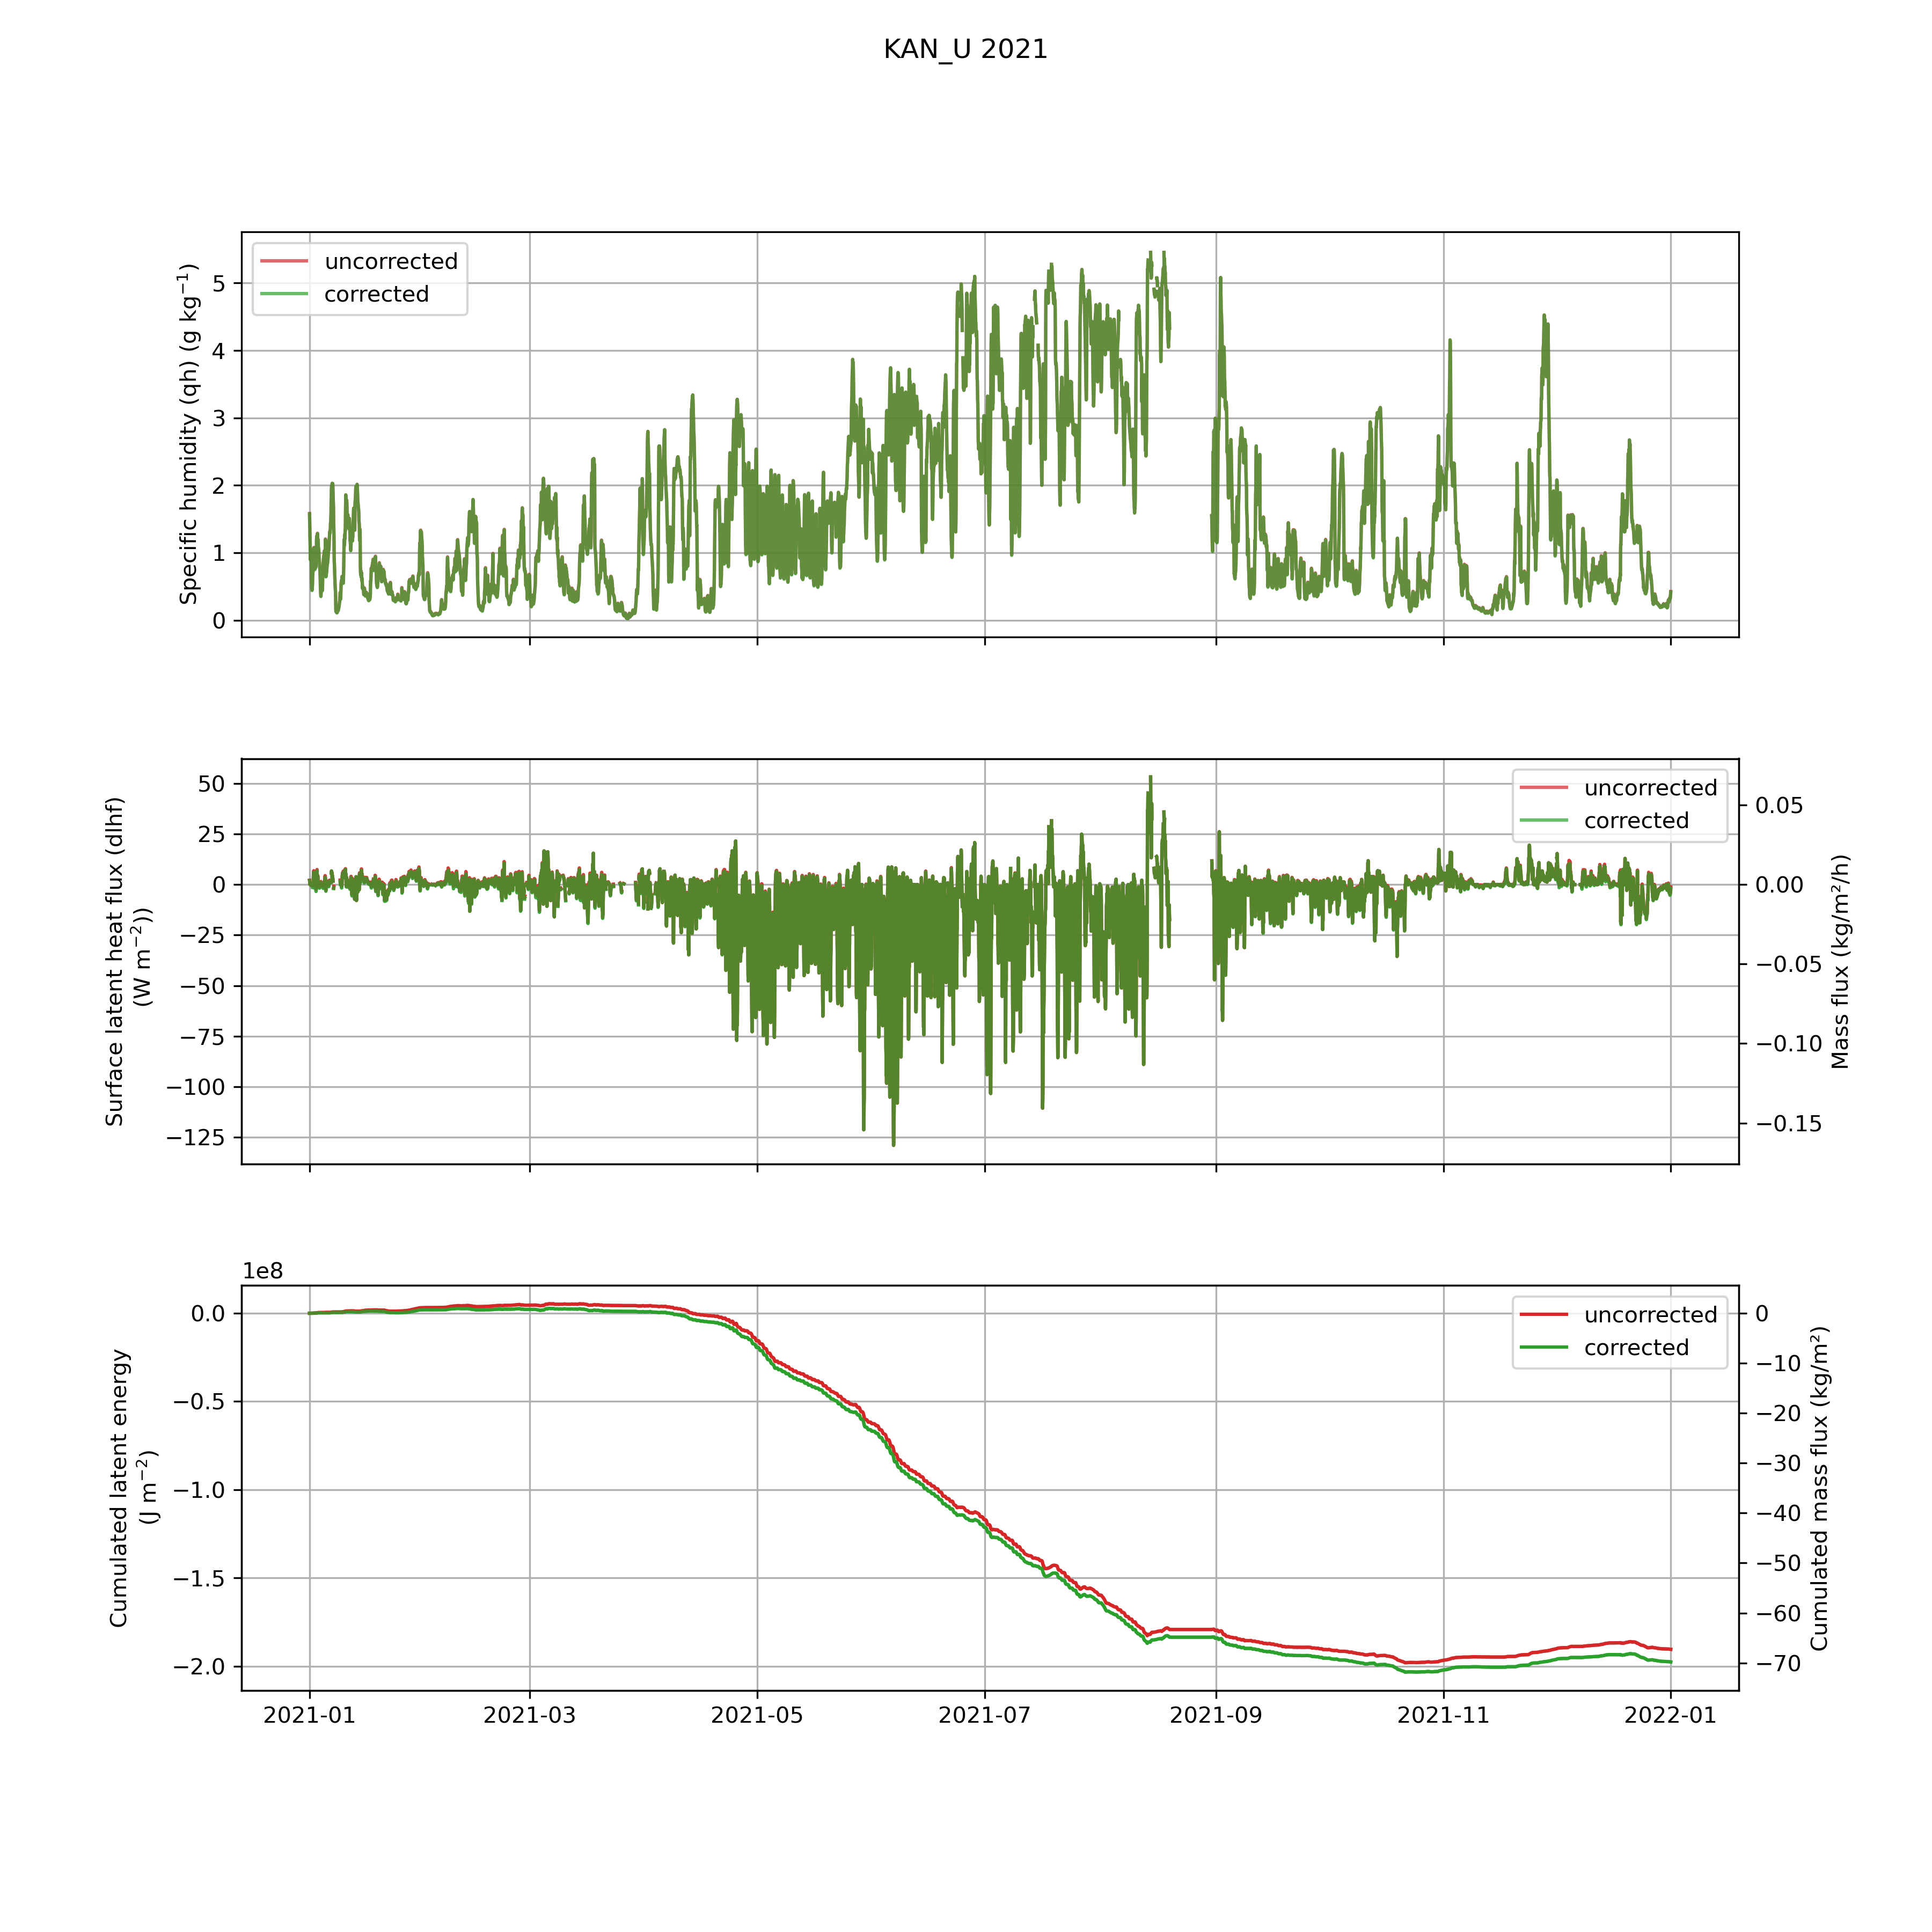 KAN_U 2021
Specific humidity (qh) (g kg⁻¹)
5
4
3
2
1
0
uncorrected
corrected
Surface latent heat flux (dlhf)
(W m⁻²))
50
25
0
−25
−50
−75
−100
−125
uncorrected
corrected
0.05
0.00
−0.05
−0.10
−0.15
Mass flux (kg/m²/h)
1e8
Cumulated latent energy
(J m⁻²)
0.0
−0.5
−1.0
−1.5
−2.0
uncorrected
corrected
0
−10
−20
−30
−40
−50
−60
−70
Cumulated mass flux (kg/m²)
2021-01 2021-03 2021-05 2021-07 2021-09 2021-11 2022-01